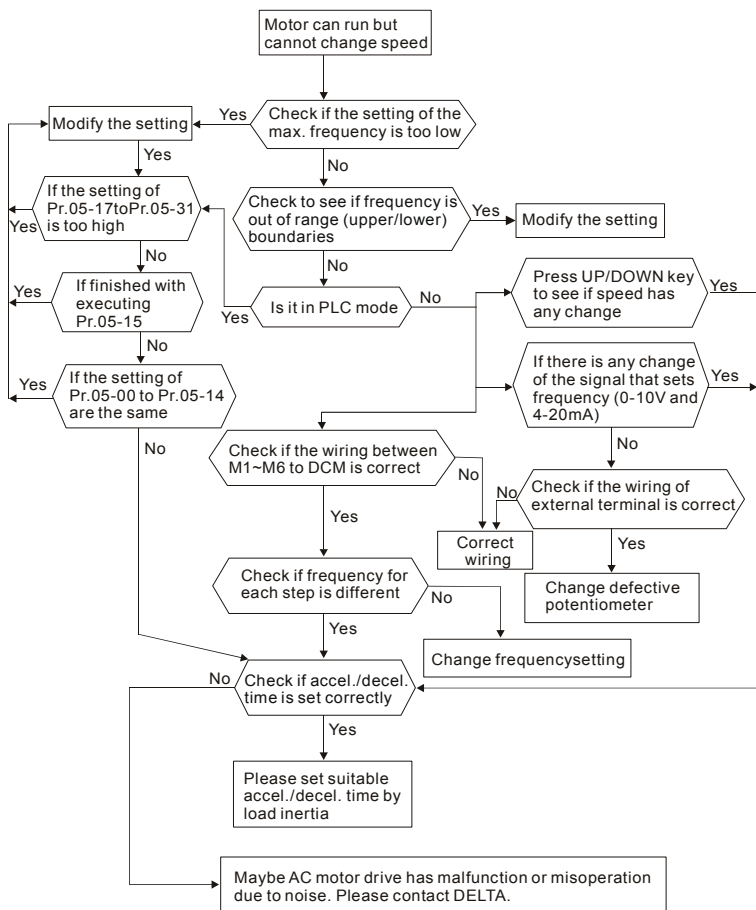 Motor can run but
cannot change speed
Yes
Check if the setting of the
max. frequency is too low
Modify the setting
Yes
No
If the setting of
Pr.05-17toPr.05-31
is too high
Yes
Check to see if frequency is
out of range (upper/lower)
boundaries
Yes
Modify the setting
No
No
If finished with
executing
Pr.05-15
Yes
Is it in PLC mode
Yes
No
Press UP/DOWN key
to see if speed has
any change
Yes
No
If the setting of
Pr.05-00 to Pr.05-14
are the same
Yes
If there is any change
of the signal that sets
frequency (0-10V and
4-20mA)
Yes
No
No
Check if the wiring between
M1~M6 to DCM is correct
No
Yes
Check if the wiring of
external terminal is correct
No
Yes
Correct
wiring
Change defective
potentiometer
Check if frequency for
each step is different
No
Yes
Change frequencysetting
Check if accel./decel.
time is set correctly
No
Yes
Please set suitable
accel./decel. time by
load inertia
Maybe AC motor drive has malfunction or misoperation
due to noise. Please contact DELTA.